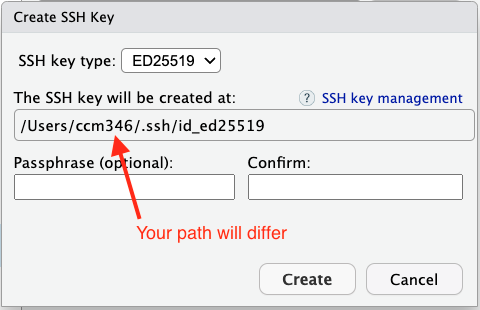 Create SSH Key
SSH key type: ED25519
The SSH key will be created at: ? SSH key management
/Users/ccm346/.ssh/id_ed25519
Passphrase (optional): Confirm:
Your path will differ
Create Cancel